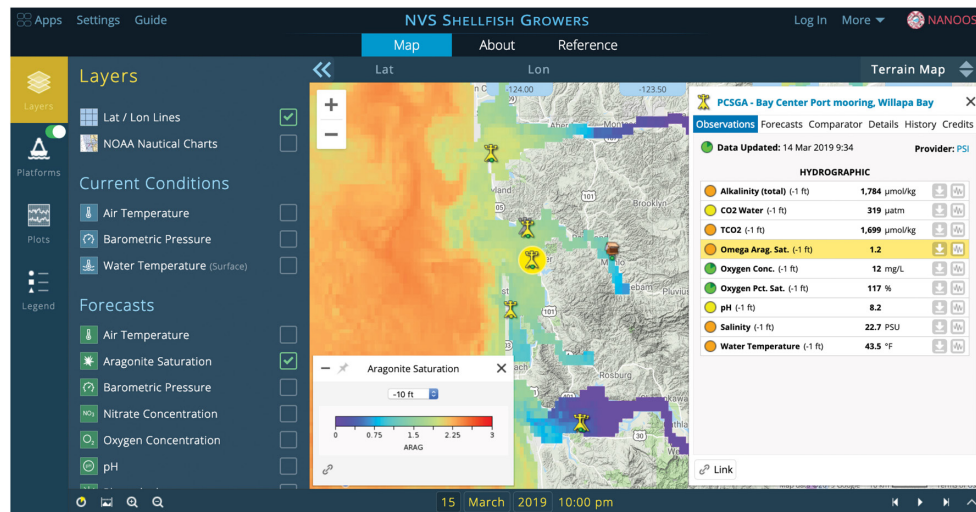 Apps Settings Guide NVS SHELLFISH GROWERS Log In More NANOOS
Map About Reference
Layers
Platforms
Plots
Legend
Layers
Lat / Lon Lines
NOAA Nautical Charts
Current Conditions
Air Temperature
Barometric Pressure
Water Temperature (Surface)
Forecasts
Air Temperature
Aragonite Saturation
Barometric Pressure
NO₃ Nitrate Concentration
O₂ Oxygen Concentration
pH pH
Lat Lon Terrain Map
-124.00 -123.50
+
−
101
Brooklyn
105
101
101
30
Rosburg
Aragonite Saturation X
-10 ft
0 0.75 1.5 2.25 3
ARAG
PCSGA - Bay Center Port mooring, Willapa Bay X
Observations Forecasts Comparator Details History Credits
Data Updated: 14 Mar 2019 9:34 Provider: PSI
HYDROGRAPHIC
Alkalinity (total) (-1 ft) 1,784 µmol/kg
CO2 Water (-1 ft) 319 µatm
TCO2 (-1 ft) 1,699 µmol/kg
Omega Arag. Sat. (-1 ft) 1.2
Oxygen Conc. (-1 ft) 12 mg/L
Oxygen Pct. Sat. (-1 ft) 117 %
pH (-1 ft) 8.2
Salinity (-1 ft) 22.7 PSU
Water Temperature (-1 ft) 43.5 °F
Link
15 March 2019 10:00 pm